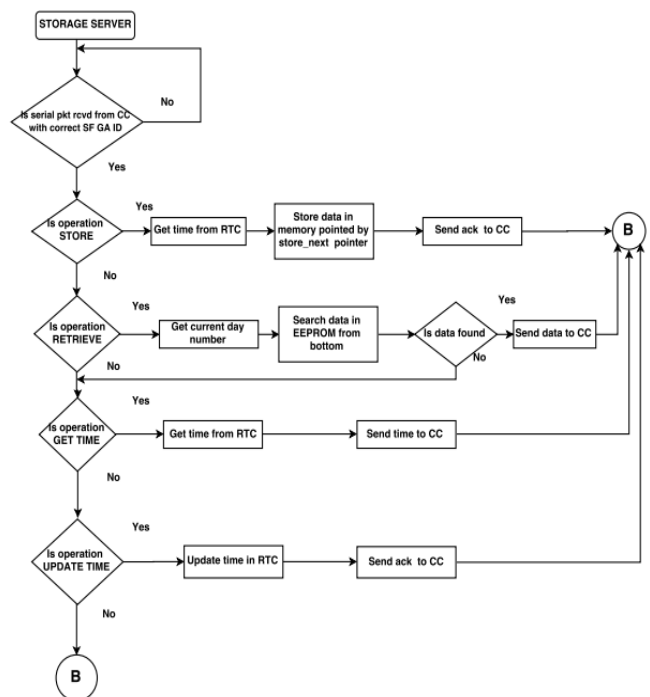 STORAGE SERVER
No
Is serial pkt rcvd from CC
with correct SF GA ID
Yes
Is operation
STORE
Yes
Get time from RTC
Store data in
memory pointed by
store_next pointer
Send ack to CC
B
No
Is operation
RETRIEVE
Yes
Get current day
number
Search data in
EEPROM from
bottom
Is data found
Yes
Send data to CC
No
No
Is operation
GET TIME
Yes
Get time from RTC
Send time to CC
No
Is operation
UPDATE TIME
Yes
Update time in RTC
Send ack to CC
No
B